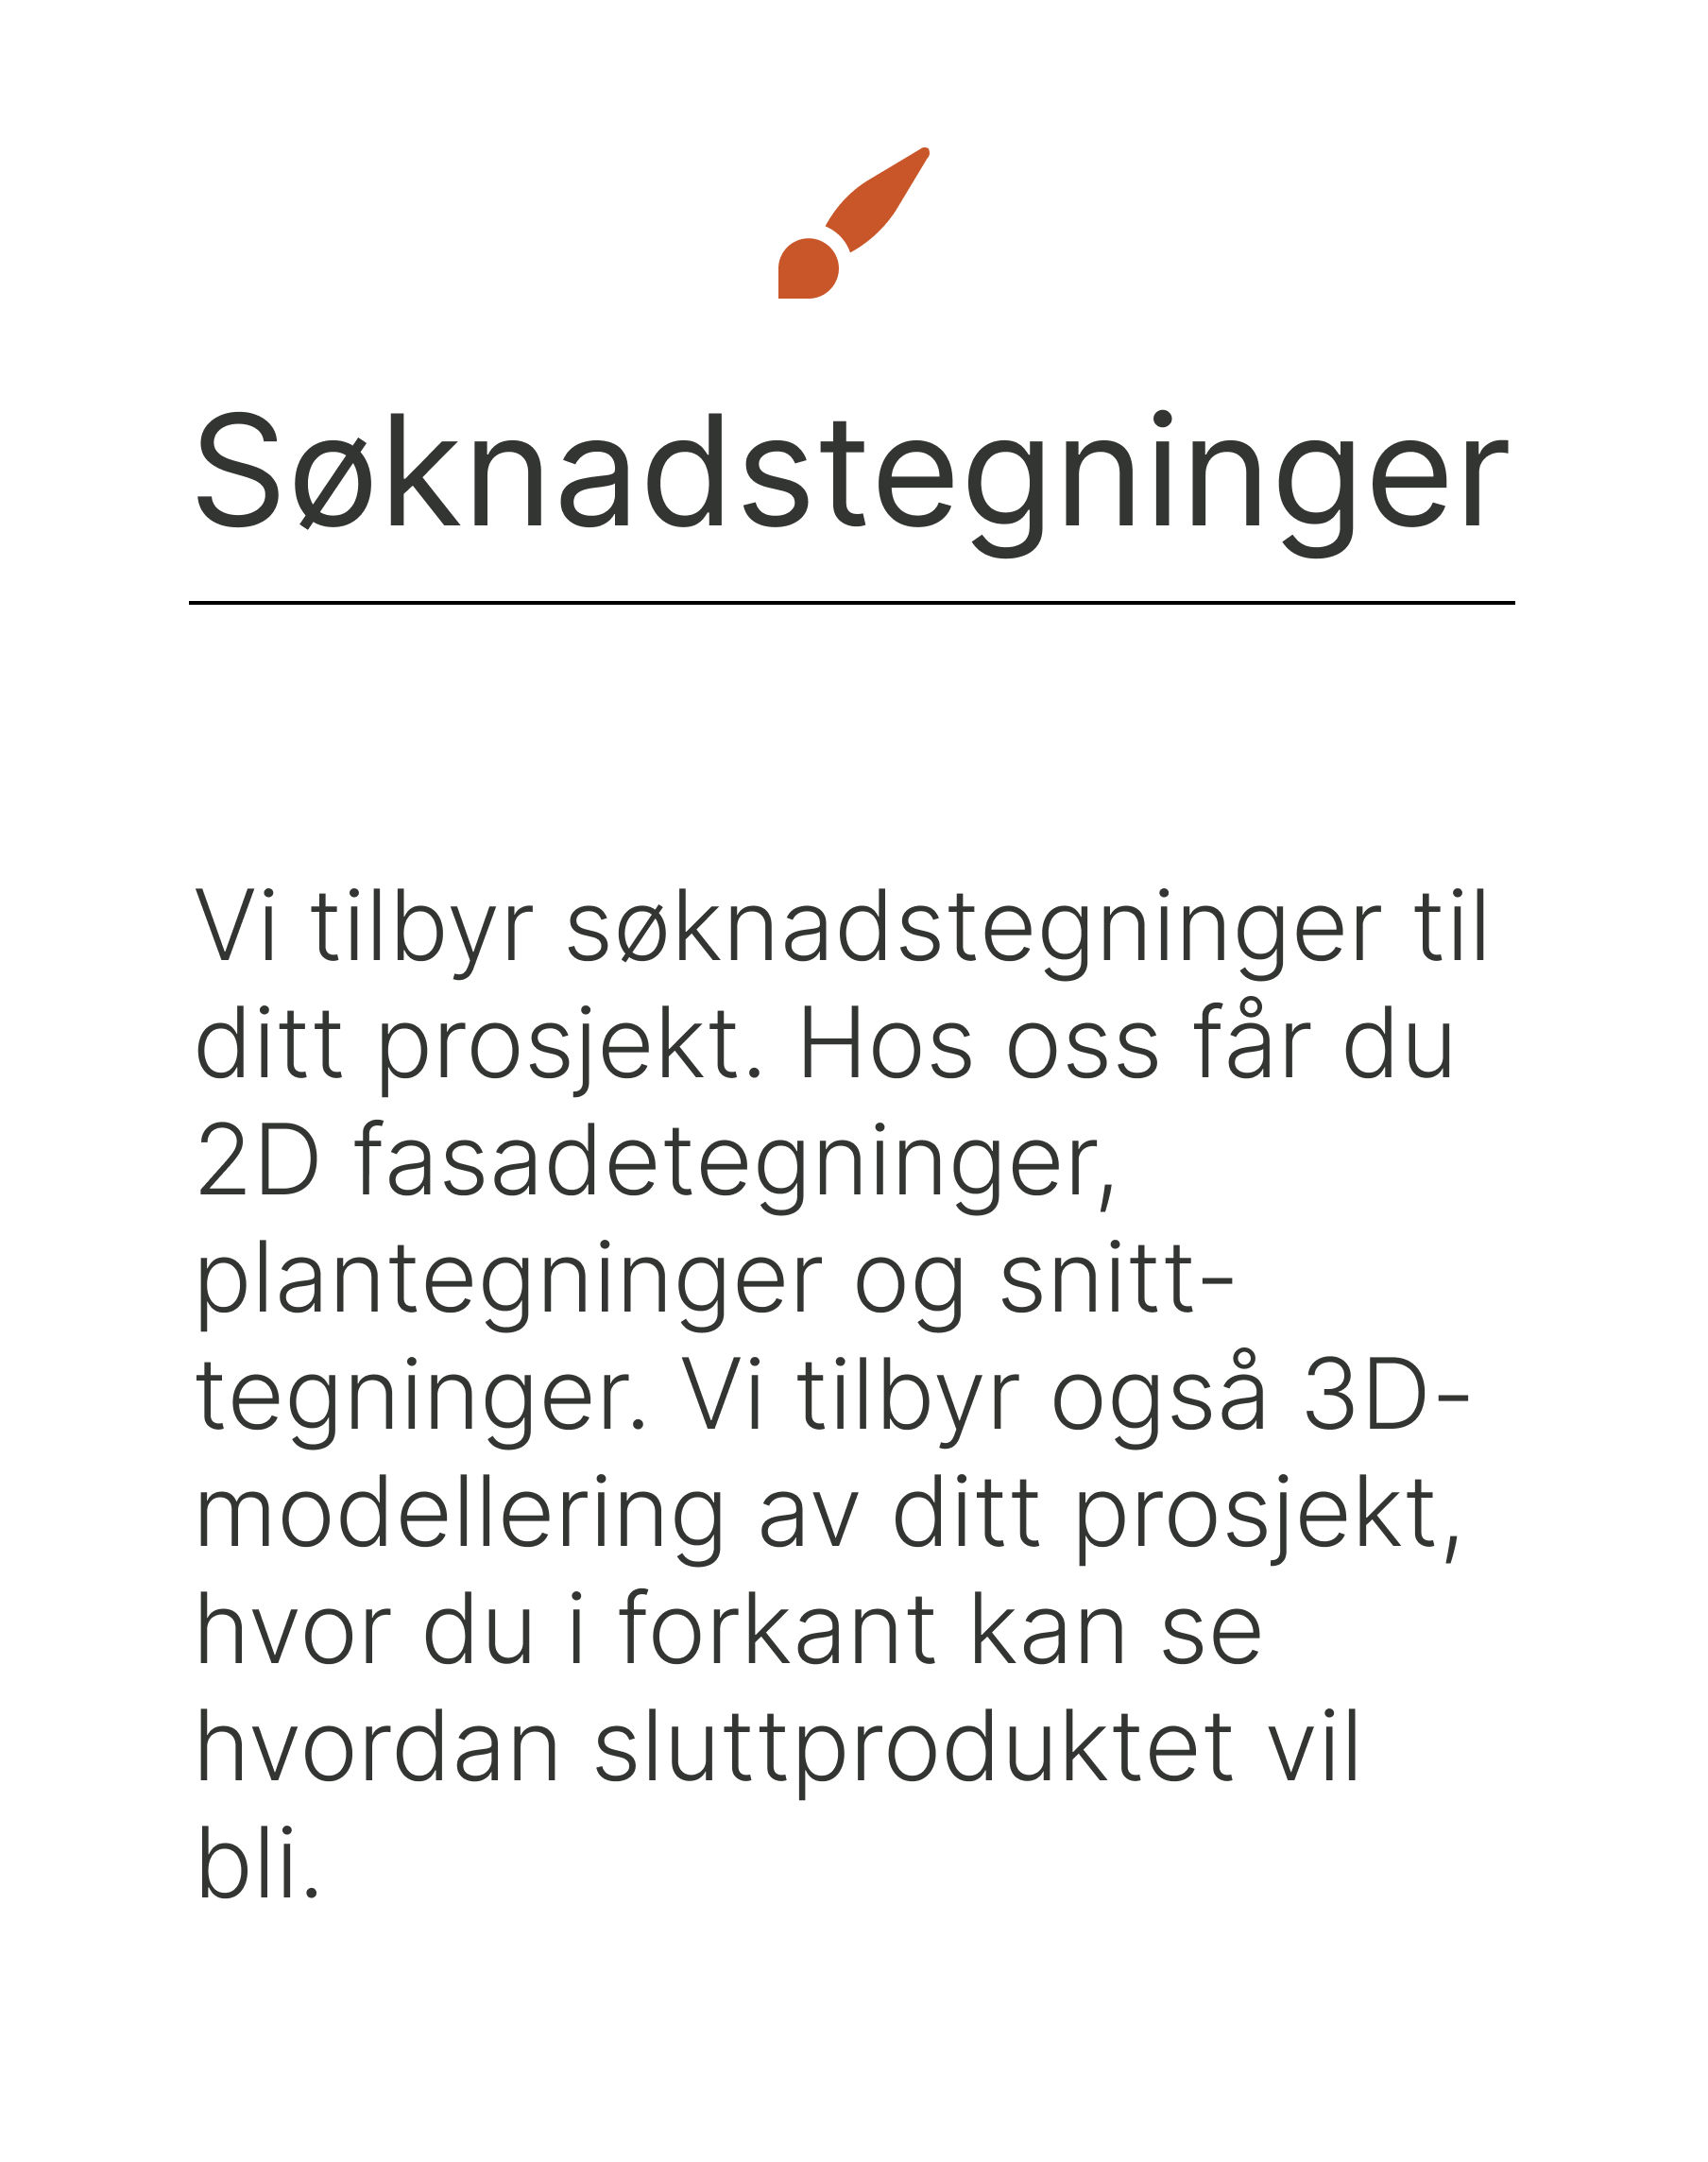 Søknadstegninger
Vi tilbyr søknadstegninger til
ditt prosjekt. Hos oss får du
2D fasadetegninger,
plantegninger og snitt-
tegninger. Vi tilbyr også 3D-
modellering av ditt prosjekt,
hvor du i forkant kan se
hvordan sluttproduktet vil
bli.